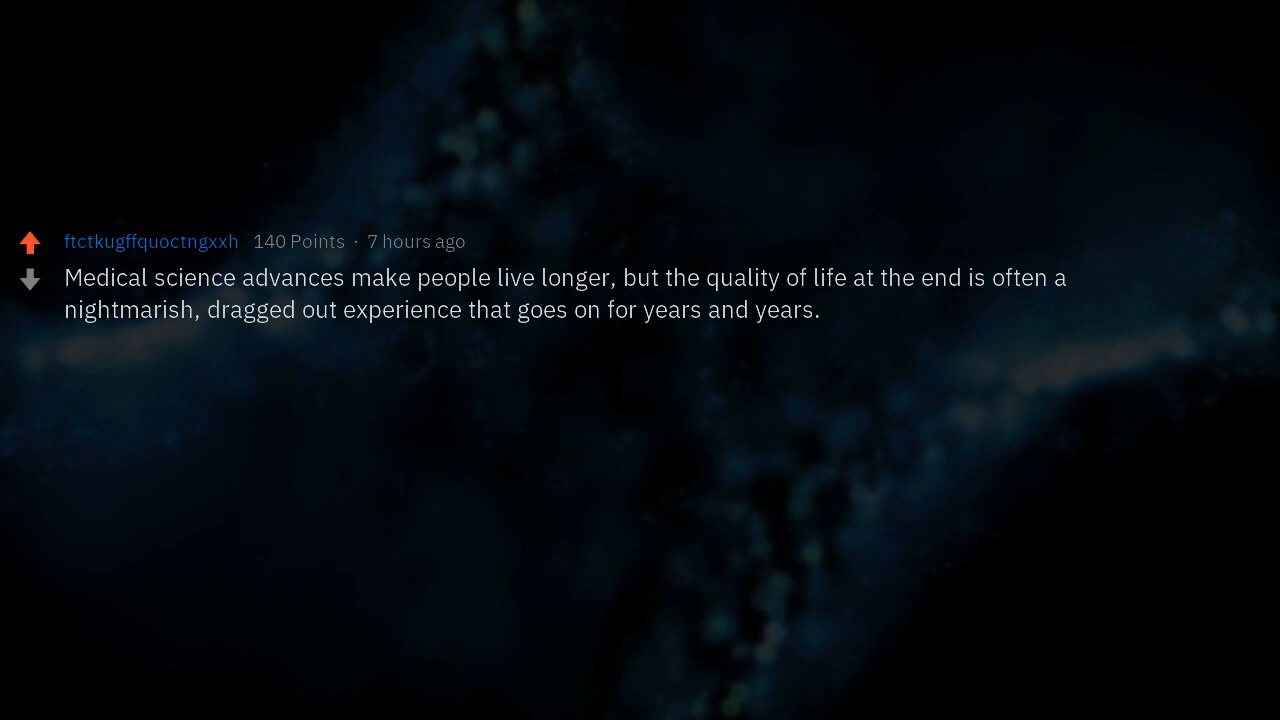 ftctkugffquoctngxxh 140 Points · 7 hours ago
Medical science advances make people live longer, but the quality of life at the end is often a
nightmarish, dragged out experience that goes on for years and years.